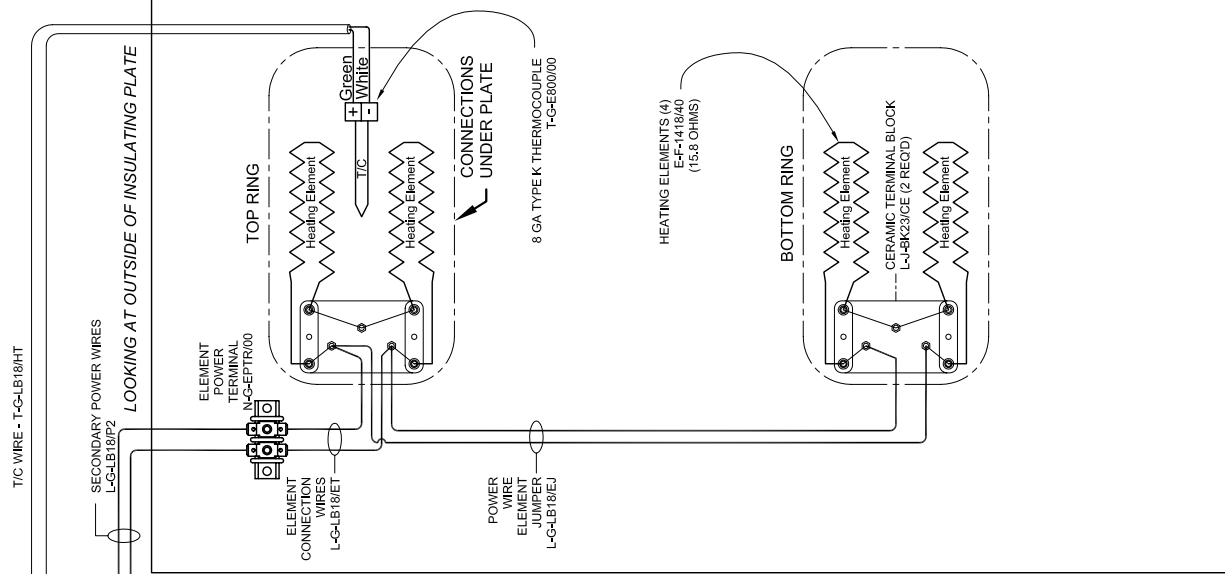 T/C WIRE - T-G-LB18/HT
SECONDARY POWER WIRES
L-G-LB18/P2
LOOKING AT OUTSIDE OF INSULATING PLATE
ELEMENT
POWER
TERMINAL
N-G-EPTR/00
TOP RING
Green
White
+
-
T/C
Heating Element
Heating Element
CONNECTIONS
UNDER PLATE
8 GA TYPE K THERMOCOUPLE
T-G-E800/00
ELEMENT
CONNECTION
WIRES
L-G-LB18/ET
POWER
WIRE
ELEMENT
JUMPER
L-G-LB18/EJ
HEATING ELEMENTS (4)
E-F-1418/40
(15.8 OHMS)
BOTTOM RING
Heating Element
CERAMIC TERMINAL BLOCK
L-J-BK23/CE (2 REQ'D)
Heating Element